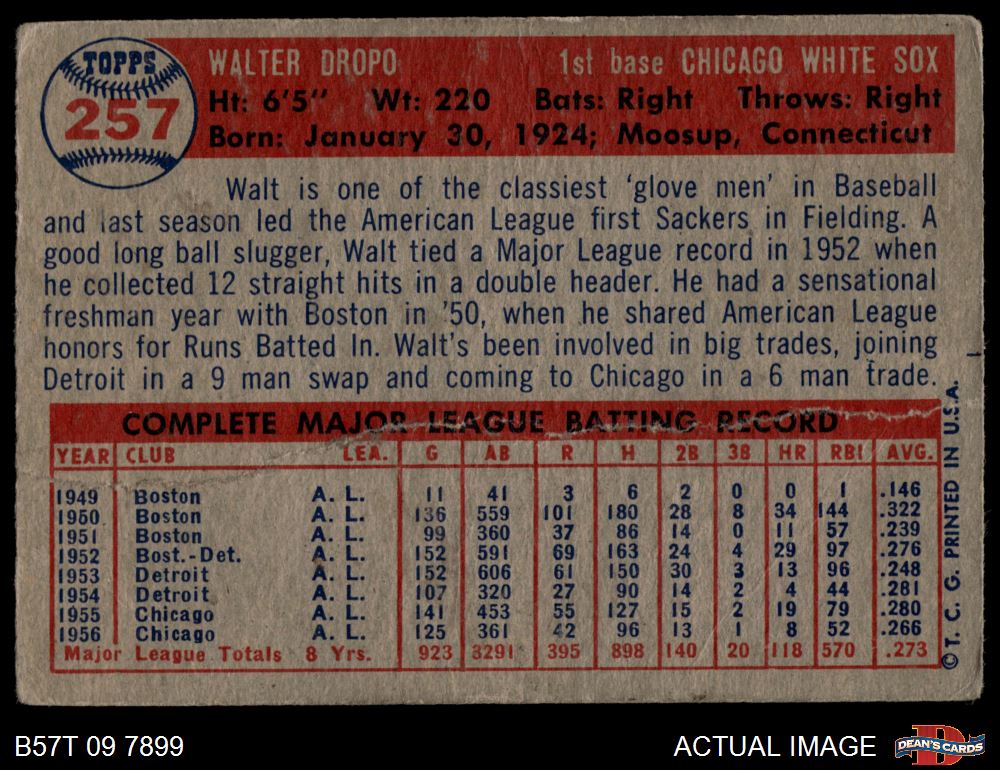 TOPPS
257
WALTER DROPO 1st base CHICAGO WHITE SOX
Ht: 6'5" Wt: 220 Bats: Right Throws: Right
Born: January 30, 1924; Moosup, Connecticut
Walt is one of the classiest 'glove men' in Baseball
and last season led the American League first Sackers in Fielding. A
good long ball slugger, Walt tied a Major League record in 1952 when
he collected 12 straight hits in a double header. He had a sensational
freshman year with Boston in '50, when he shared American League
honors for Runs Batted In. Walt's been involved in big trades, joining
Detroit in a 9 man swap and coming to Chicago in a 6 man trade.
COMPLETE MAJOR LEAGUE BATTING RECORD
YEAR CLUB LEA. G AB R H 2B 3B HR RBI AVG.
1949 Boston A. L. 11 41 3 6 2 0 0 1 .146
1950 Boston A. L. 136 559 101 180 28 8 34 144 .322
1951 Boston A. L. 99 360 37 86 14 0 11 57 .239
1952 Bost.-Det. A. L. 152 591 69 163 24 4 29 97 .276
1953 Detroit A. L. 152 606 61 150 30 3 13 96 .248
1954 Detroit A. L. 107 320 27 90 14 2 4 44 .281
1955 Chicago A. L. 141 453 55 127 15 2 19 79 .280
1956 Chicago A. L. 125 361 42 96 13 1 8 52 .266
Major League Totals 8 Yrs. 923 3291 395 898 140 20 118 570 .273
© T. C. G. PRINTED IN U.S.A.
B57T 09 7899
ACTUAL IMAGE
DEAN'S CARDS